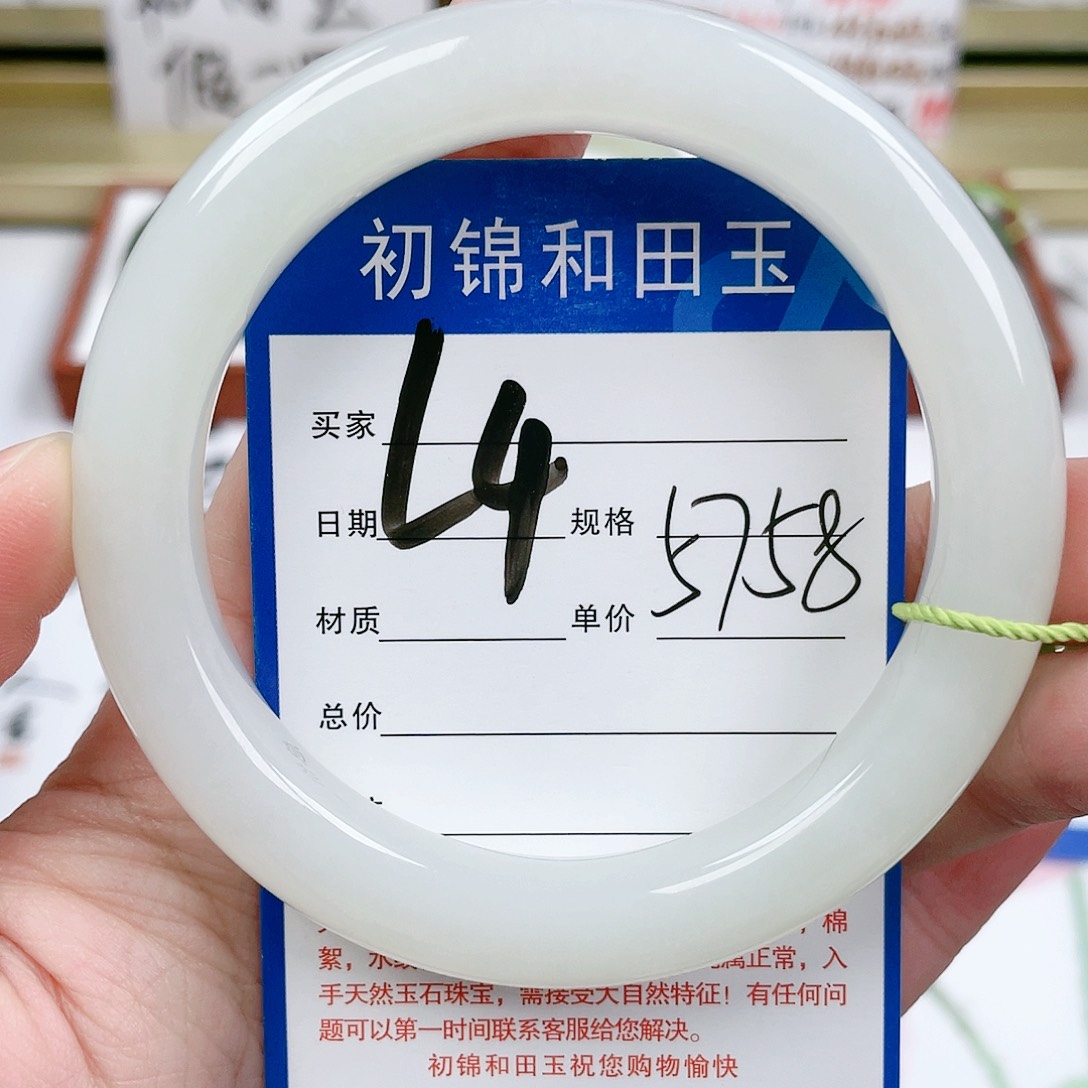 初锦和田玉
买家
L4
日期 规格 5758
材质 单价
总价
，棉
絮，水 属正常，入
手天然玉石珠宝，需接受大自然特征！有任何问
题可以第一时间联系客服给您解决。
初锦和田玉祝您购物愉快